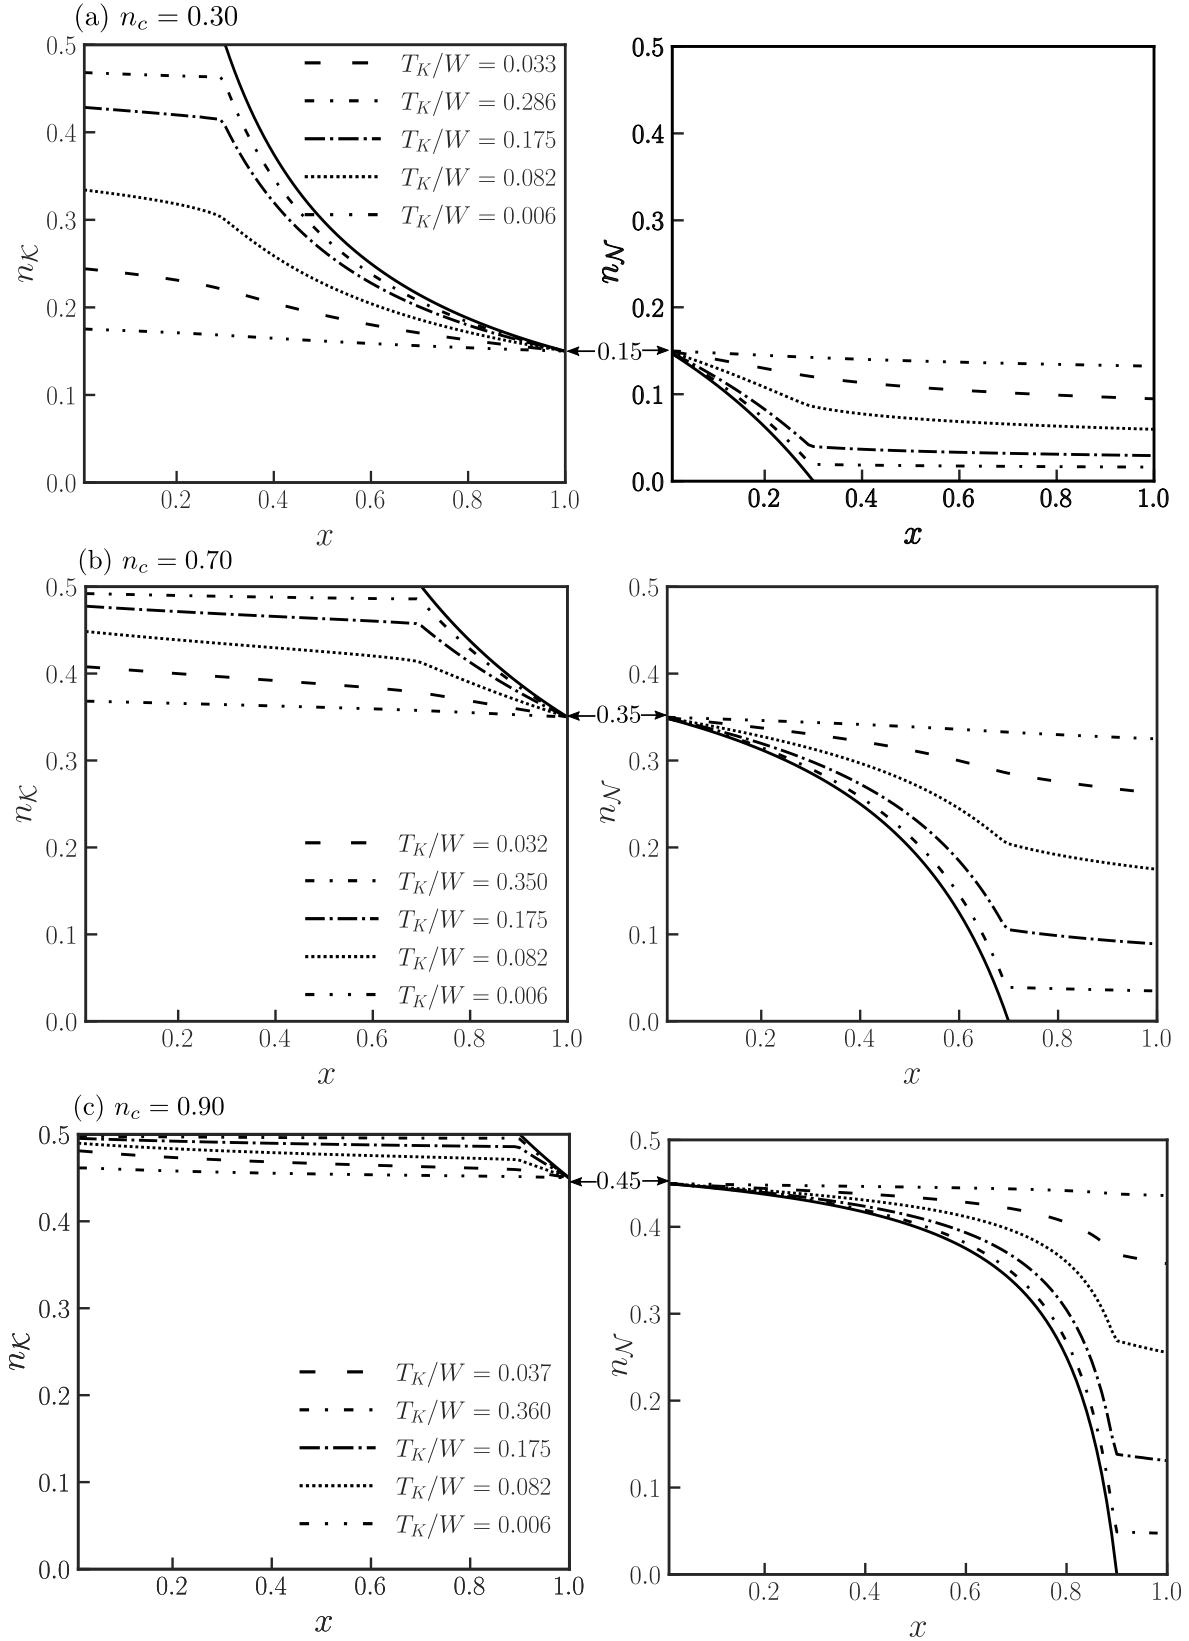 (a) n_c = 0.30
0.5
0.4
0.3
0.2
0.1
0.0
n_𝒦
T_K/W = 0.033
T_K/W = 0.286
T_K/W = 0.175
T_K/W = 0.082
T_K/W = 0.006
0.2 0.4 0.6 0.8 1.0
x
0.15
0.5
0.4
0.3
0.2
0.1
0.0
n_𝒩
0.2 0.4 0.6 0.8 1.0
x
(b) n_c = 0.70
0.5
0.4
0.3
0.2
0.1
0.0
n_𝒦
T_K/W = 0.032
T_K/W = 0.350
T_K/W = 0.175
T_K/W = 0.082
T_K/W = 0.006
0.2 0.4 0.6 0.8 1.0
x
0.35
0.5
0.4
0.3
0.2
0.1
0.0
n_𝒩
0.2 0.4 0.6 0.8 1.0
x
(c) n_c = 0.90
0.5
0.4
0.3
0.2
0.1
0.0
n_𝒦
T_K/W = 0.037
T_K/W = 0.360
T_K/W = 0.175
T_K/W = 0.082
T_K/W = 0.006
0.2 0.4 0.6 0.8 1.0
x
0.45
0.5
0.4
0.3
0.2
0.1
0.0
n_𝒩
0.2 0.4 0.6 0.8 1.0
x